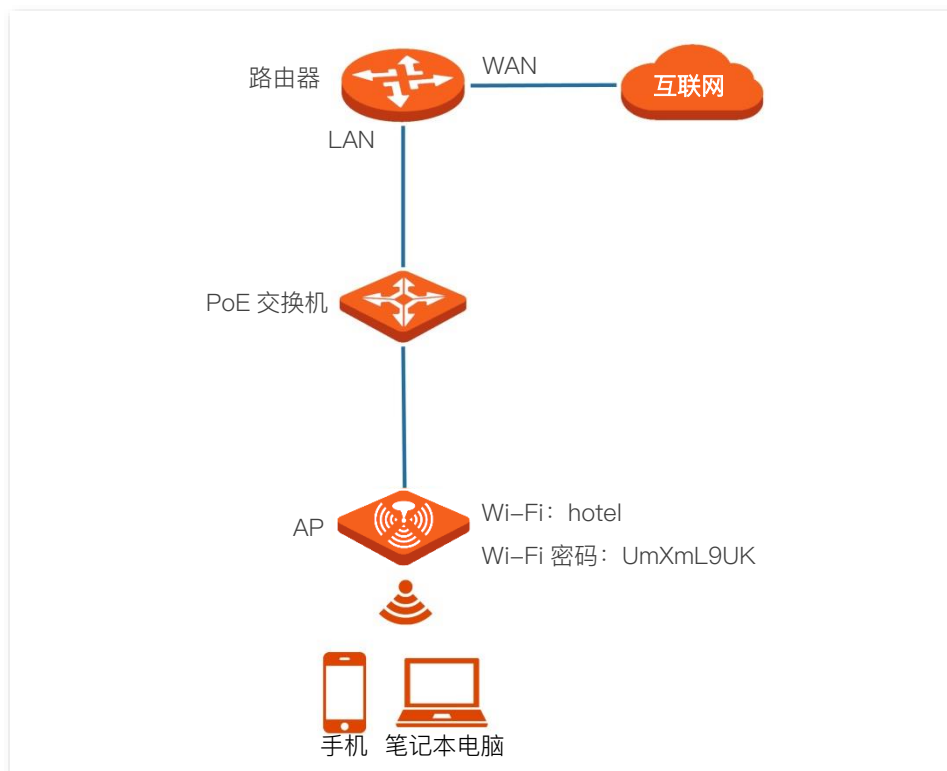 路由器
WAN
互联网
LAN
PoE 交换机
AP
Wi-Fi：hotel
Wi-Fi 密码：UmXmL9UK
手机
笔记本电脑